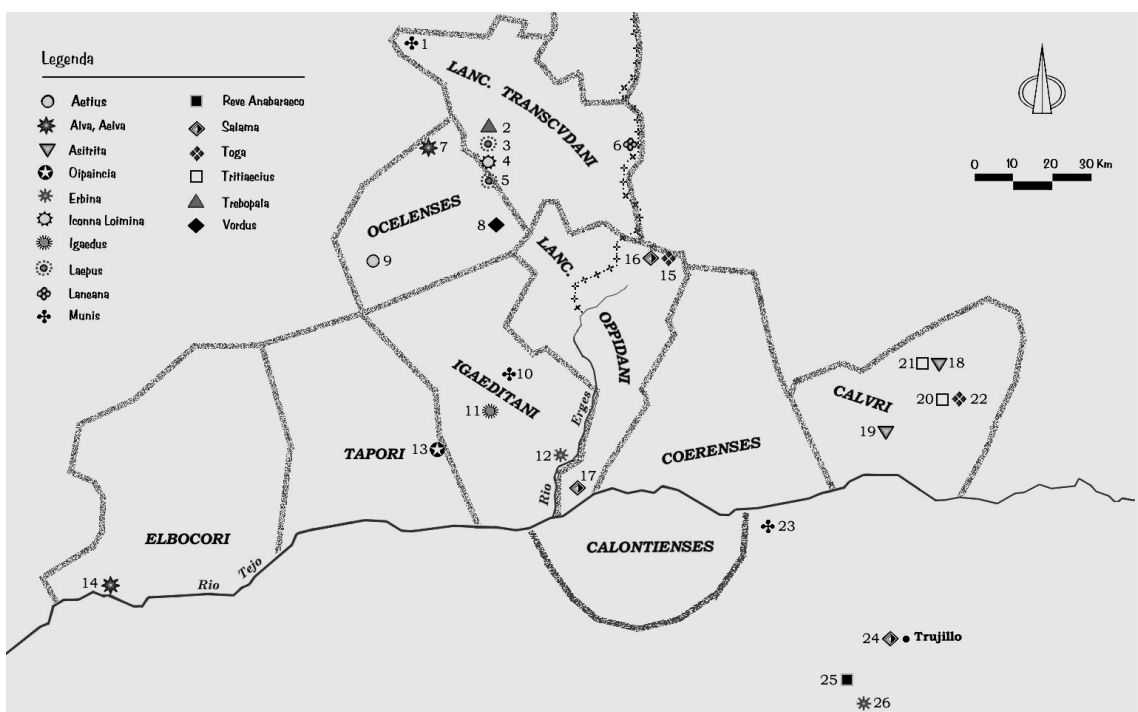 Legenda
Aetius
Alva, Aelva
Asitrita
Oipaincia
Erbina
Iconna Loimina
Igaedus
Laepus
Laneana
Munis
Reve Anabaraeco
Salama
Toga
Tritiaecius
Trebopala
Vordus
0 10 20 30 Km
1
LANC. TRANSCVDANI
2
3
4
5
6
7
OCELENSES
8
9
LANC. OPPIDANI
16
15
10
IGAEDITANI
11
Rio Erges
12
13
TAPORI
17
COERENSES
21
18
20
22
CALVRI
19
ELBOCORI
14
Rio Tejo
CALONTIENSES
23
24
Trujillo
25
26